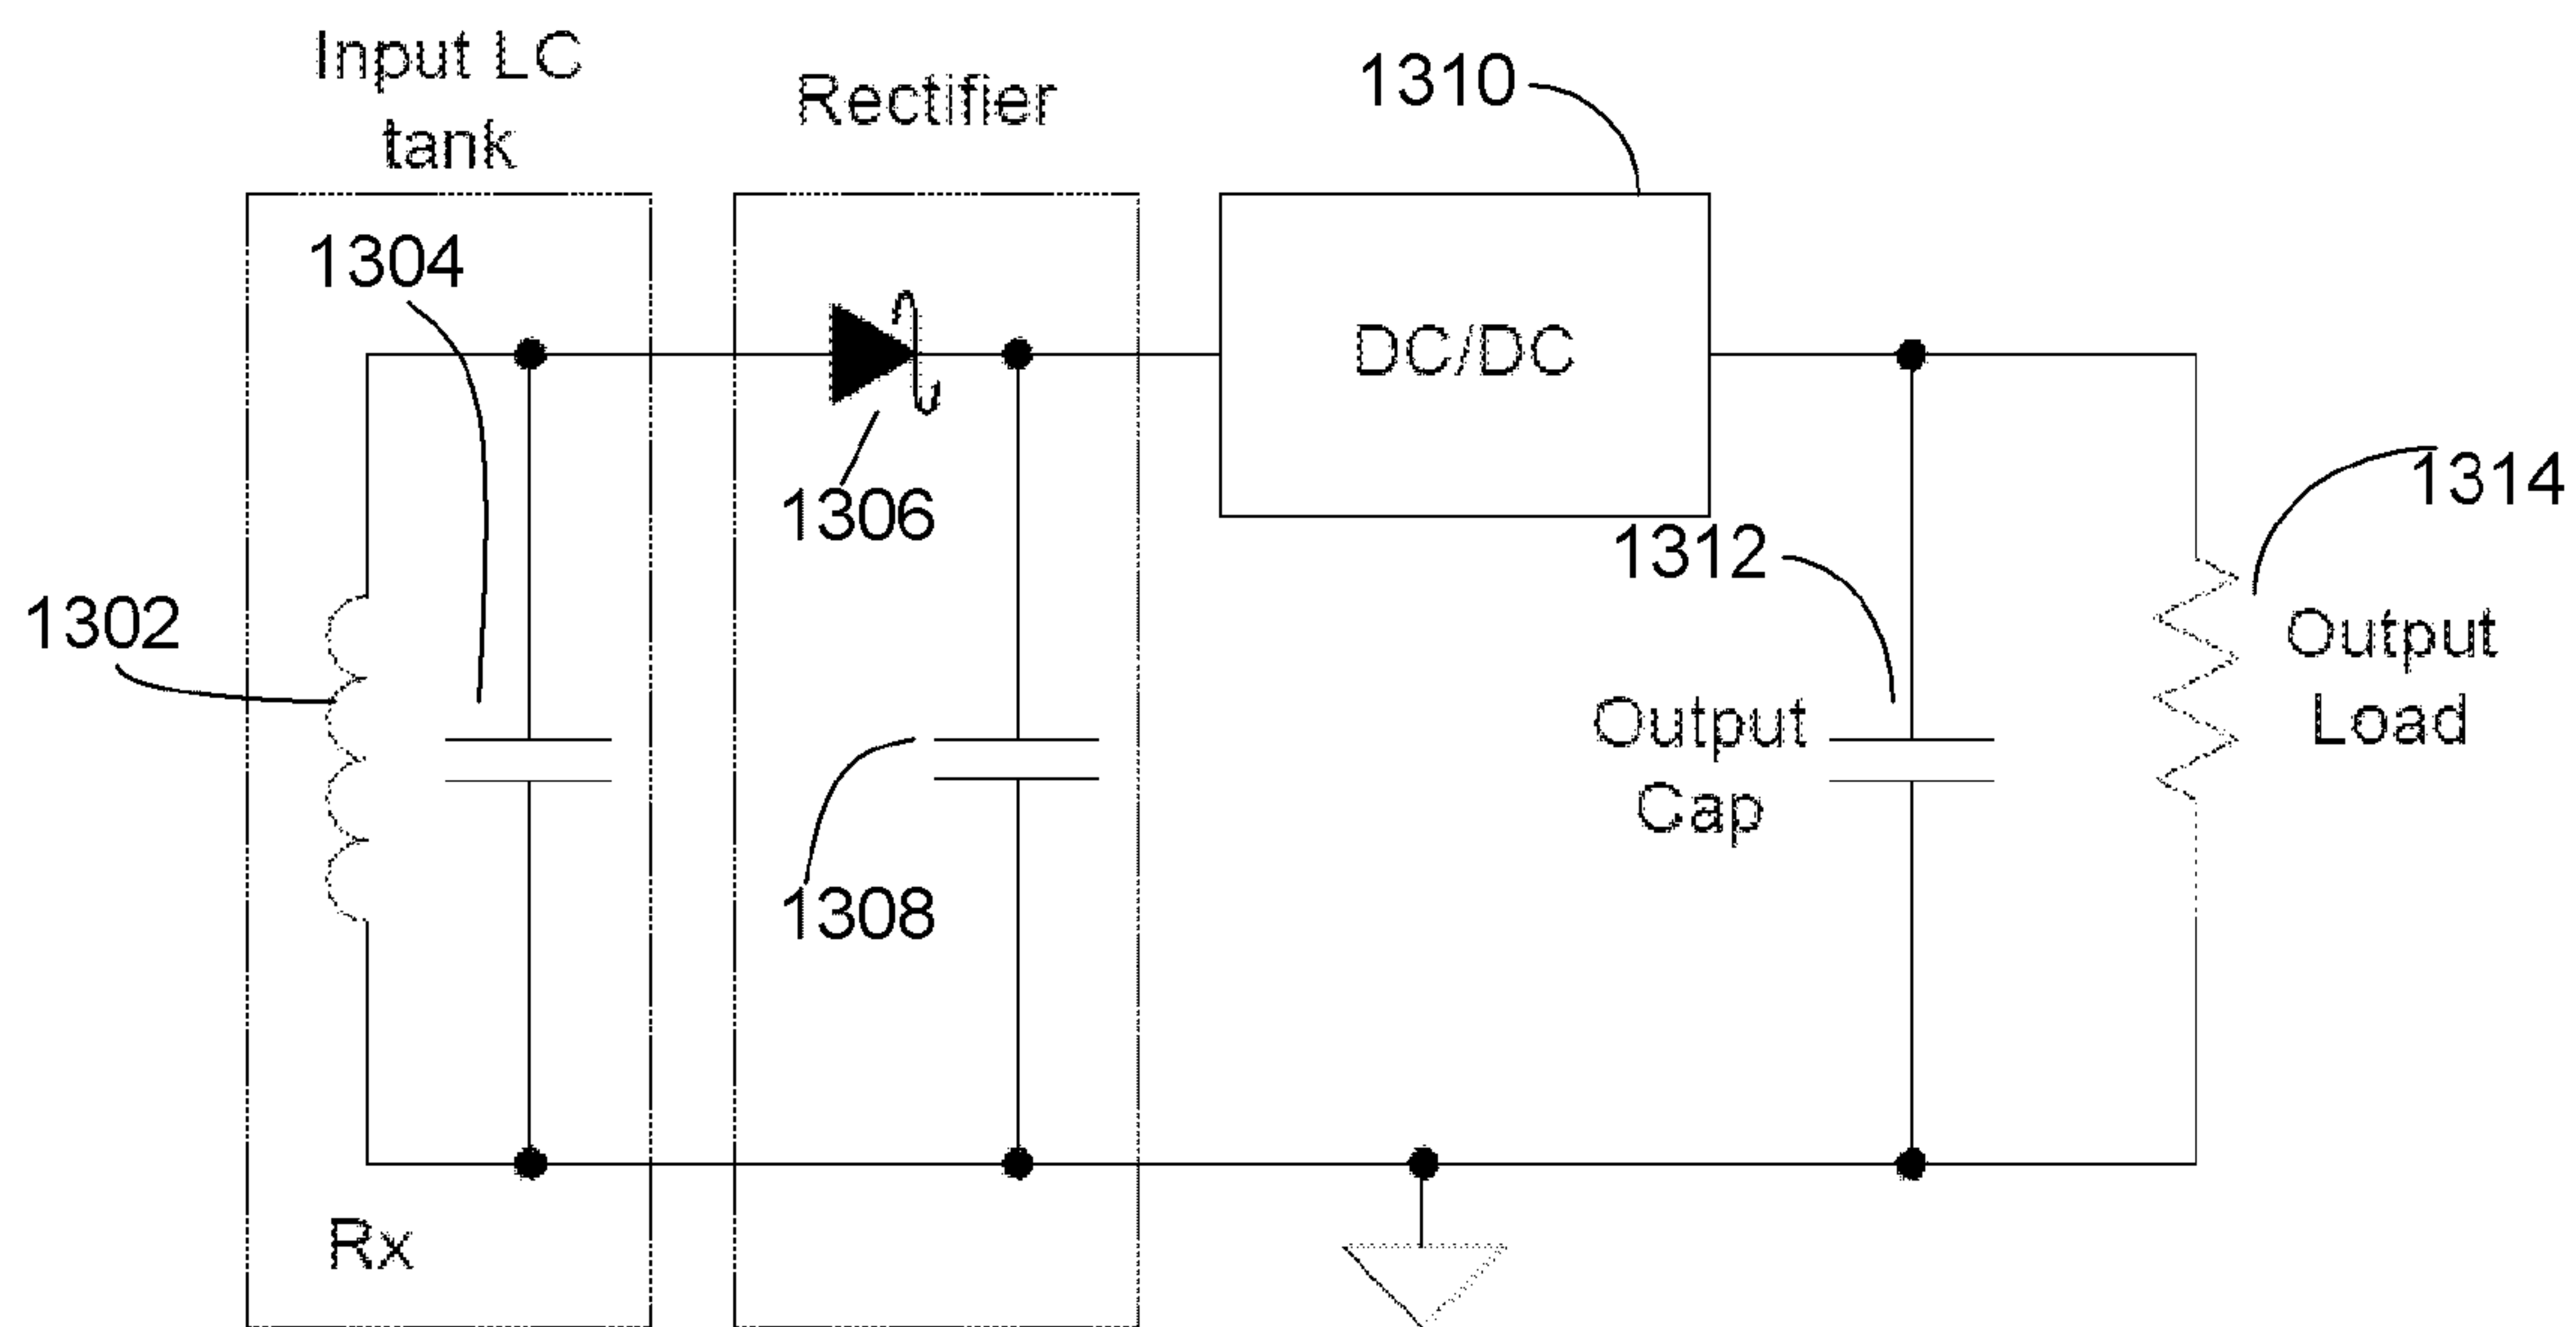 Input LC
tank
Rectifier
1310
1304
DC/DC
1306
1314
1312
1302
Output
Load
Output
Cap
1308
Rx